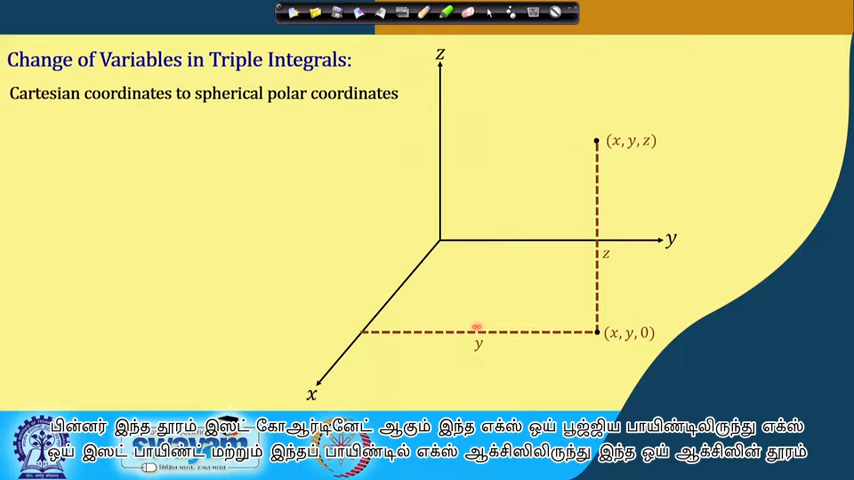 Change of Variables in Triple Integrals:
Cartesian coordinates to spherical polar coordinates
z
(x, y, z)
y
z
(x, y, 0)
y
x
பின்னர் இந்த தூரம் இஸட் கோஆர்டினேட் ஆகும் இந்த எக்ஸ் ஒய் பூஜ்ஜிய பாயிண்டிலிருந்து எக்ஸ்
ஒய் இஸட் பாயிண்ட் மற்றும் இந்தப் பாயிண்டில் எக்ஸ் ஆக்சிஸிலிருந்து இந்த ஒய் ஆக்சிஸின் தூரம்
swayam